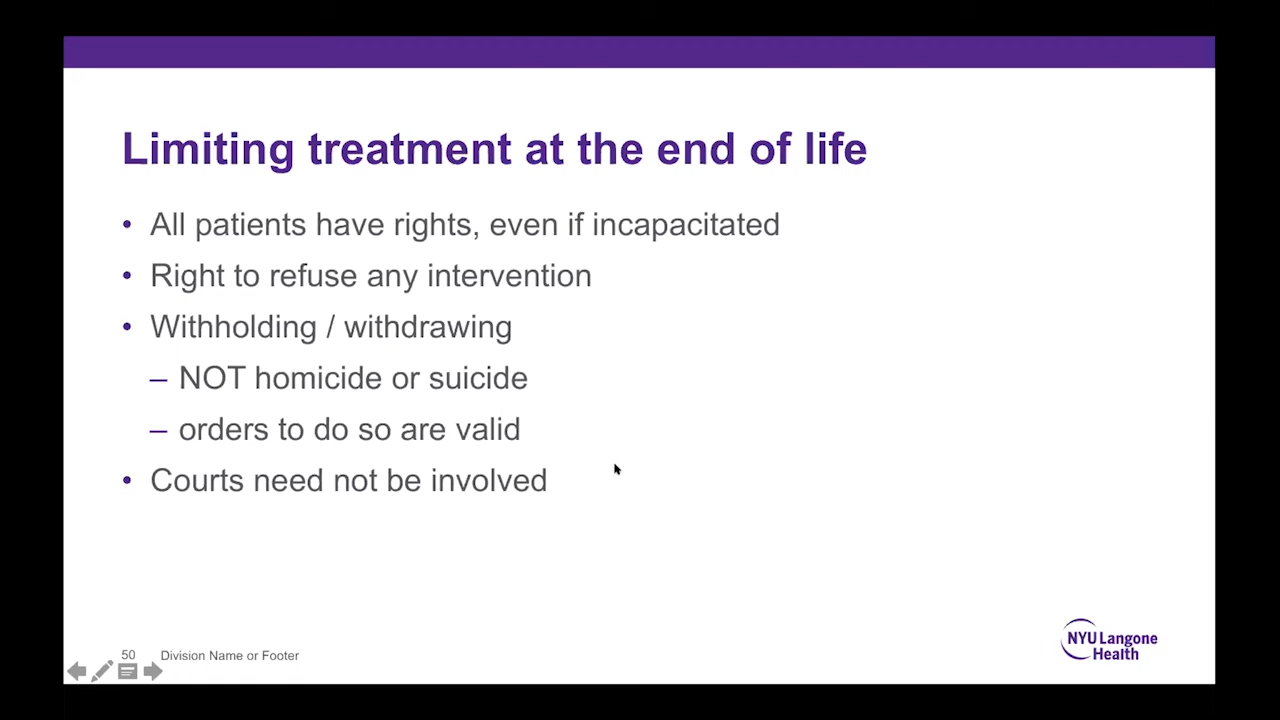 Limiting treatment at the end of life
• All patients have rights, even if incapacitated
• Right to refuse any intervention
• Withholding / withdrawing
– NOT homicide or suicide
– orders to do so are valid
• Courts need not be involved
50 Division Name or Footer
NYU Langone
Health